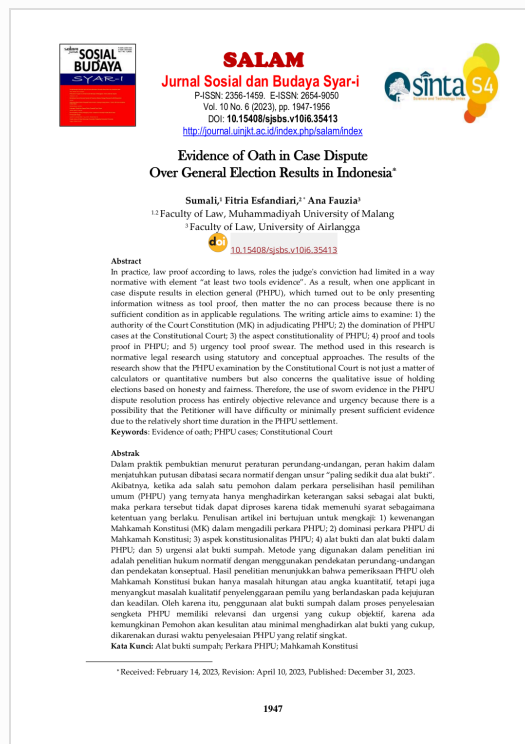 SOSIAL
BUDAYA
SYAR-I
SALAM
Jurnal Sosial dan Budaya Syar-i
P-ISSN: 2356-1459. E-ISSN: 2654-9050
Vol. 10 No. 6 (2023), pp. 1947-1956
DOI: 10.15408/sjsbs.v10i6.35413
http://journal.uinjkt.ac.id/index.php/salam/index
sinta S4
Science and Technology Index
Evidence of Oath in Case Dispute
Over General Election Results in Indonesia*
Sumali,1 Fitria Esfandiari,2 * Ana Fauzia3
1,2 Faculty of Law, Muhammadiyah University of Malang
3 Faculty of Law, University of Airlangga
doi 10.15408/sjsbs.v10i6.35413
Abstract
In practice, law proof according to laws, roles the judge's conviction had limited in a way
normative with element "at least two tools evidence". As a result, when one applicant in
case dispute results in election general (PHPU), which turned out to be only presenting
information witness as tool proof, then matter the no can process because there is no
sufficient condition as in applicable regulations. The writing article aims to examine: 1) the
authority of the Court Constitution (MK) in adjudicating PHPU; 2) the domination of PHPU
cases at the Constitutional Court; 3) the aspect constitutionality of PHPU; 4) proof and tools
proof in PHPU; and 5) urgency tool proof swear. The method used in this research is
normative legal research using statutory and conceptual approaches. The results of the
research show that the PHPU examination by the Constitutional Court is not just a matter of
calculators or quantitative numbers but also concerns the qualitative issue of holding
elections based on honesty and fairness. Therefore, the use of sworn evidence in the PHPU
dispute resolution process has entirely objective relevance and urgency because there is a
possibility that the Petitioner will have difficulty or minimally present sufficient evidence
due to the relatively short time duration in the PHPU settlement.
Keywords: Evidence of oath; PHPU cases; Constitutional Court
Abstrak
Dalam praktik pembuktian menurut peraturan perundang-undangan, peran hakim dalam
menjatuhkan putusan dibatasi secara normatif dengan unsur "paling sedikit dua alat bukti".
Akibatnya, ketika ada salah satu pemohon dalam perkara perselisihan hasil pemilihan
umum (PHPU) yang ternyata hanya menghadirkan keterangan saksi sebagai alat bukti,
maka perkara tersebut tidak dapat diproses karena tidak memenuhi syarat sebagaimana
ketentuan yang berlaku. Penulisan artikel ini bertujuan untuk mengkaji: 1) kewenangan
Mahkamah Konstitusi (MK) dalam mengadili perkara PHPU; 2) dominasi perkara PHPU di
Mahkamah Konstitusi; 3) aspek konstitusionalitas PHPU; 4) alat bukti dan alat bukti dalam
PHPU; dan 5) urgensi alat bukti sumpah. Metode yang digunakan dalam penelitian ini
adalah penelitian hukum normatif dengan menggunakan pendekatan perundang-undangan
dan pendekatan konseptual. Hasil penelitian menunjukkan bahwa pemeriksaan PHPU oleh
Mahkamah Konstitusi bukan hanya masalah hitungan atau angka kuantitatif, tetapi juga
menyangkut masalah kualitatif penyelenggaraan pemilu yang berlandaskan pada kejujuran
dan keadilan. Oleh karena itu, penggunaan alat bukti sumpah dalam proses penyelesaian
sengketa PHPU memiliki relevansi dan urgensi yang cukup objektif, karena ada
kemungkinan Pemohon akan kesulitan atau minimal menghadirkan alat bukti yang cukup,
dikarenakan durasi waktu penyelesaian PHPU yang relatif singkat.
Kata Kunci: Alat bukti sumpah; Perkara PHPU; Mahkamah Konstitusi
* Received: February 14, 2023, Revision: April 10, 2023, Published: December 31, 2023.
1947